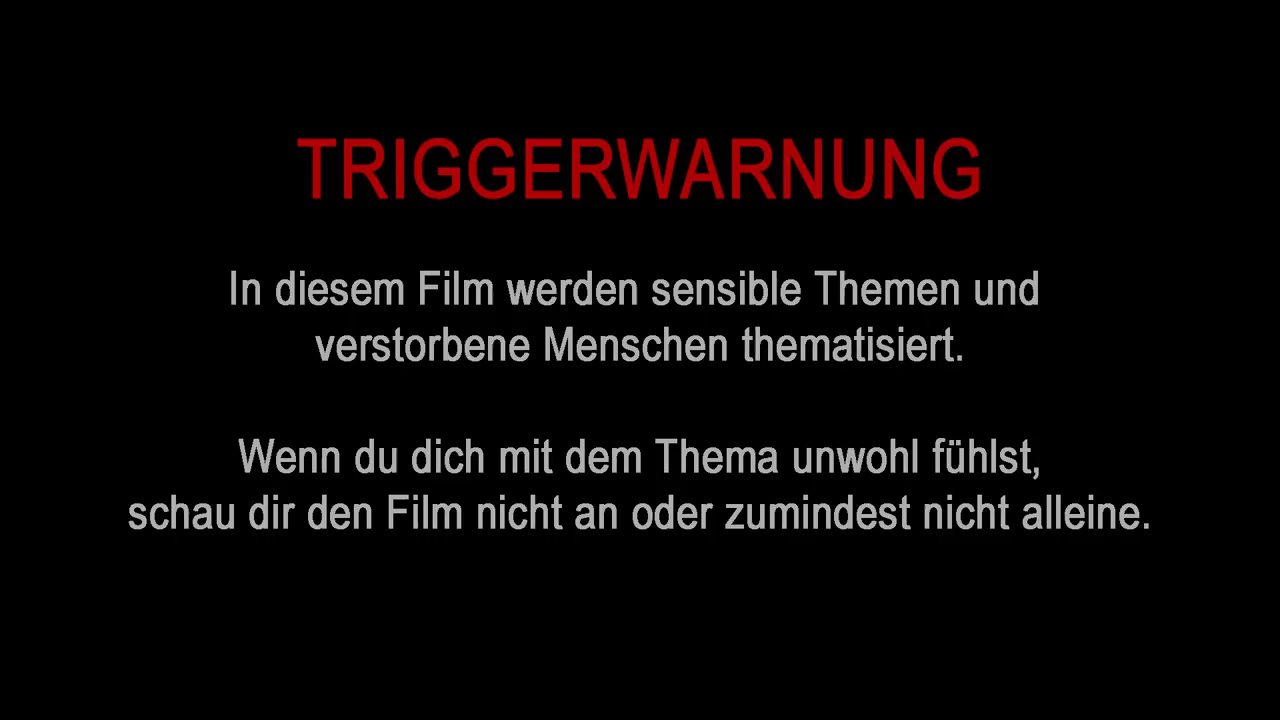 TRIGGERWARNUNG
In diesem Film werden sensible Themen und
verstorbene Menschen thematisiert.
Wenn du dich mit dem Thema unwohl fühlst,
schau dir den Film nicht an oder zumindest nicht alleine.